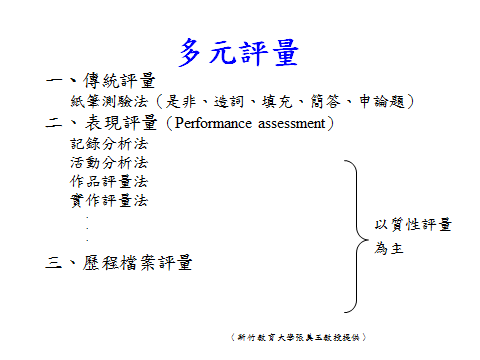 多元評量
一、傳統評量
紙筆測驗法（是非、造詞、填充、簡答、申論題）
二、表現評量（Performance assessment）
記錄分析法
活動分析法
作品評量法
實作評量法
.
.
.
以質性評量
為主
三、歷程檔案評量
（新竹教育大學張美玉教授提供）